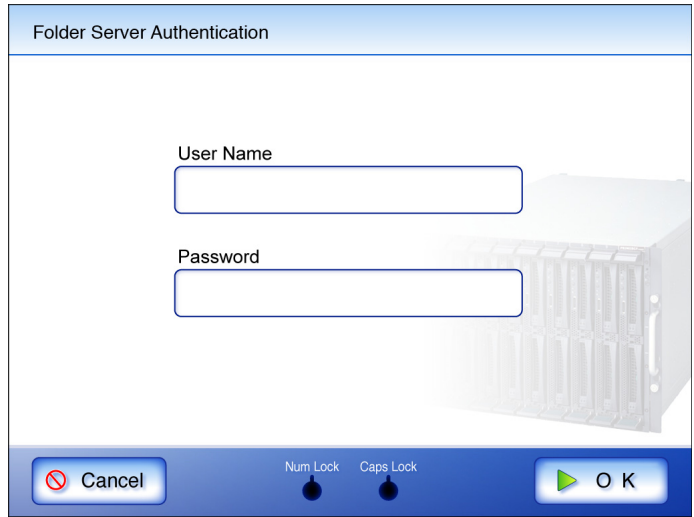 Folder Server Authentication
User Name
Password
Cancel
Num Lock
Caps Lock
O K